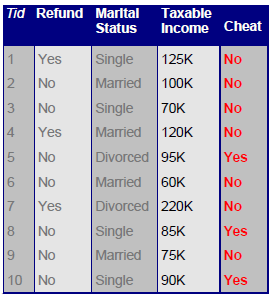 Tid Refund Marital Status Taxable Income Cheat
1 Yes Single 125K No
2 No Married 100K No
3 No Single 70K No
4 Yes Married 120K No
5 No Divorced 95K Yes
6 No Married 60K No
7 Yes Divorced 220K No
8 No Single 85K Yes
9 No Married 75K No
10 No Single 90K Yes